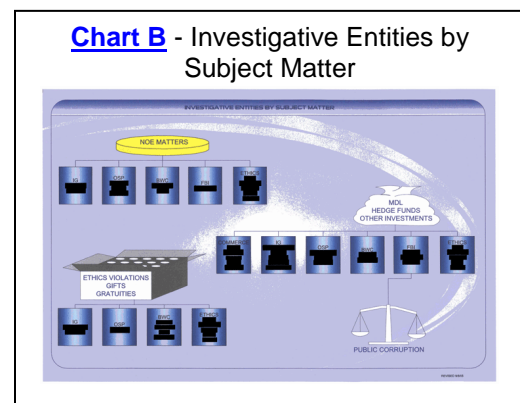 Chart B - Investigative Entities by
Subject Matter
INVESTIGATIVE ENTITIES BY SUBJECT MATTER
NOE MATTERS
IG
OSP
BWC
FBI
ETHICS
MDL
HEDGE FUNDS
OTHER INVESTMENTS
COMMERCE
IG
OSP
BWC
FBI
ETHICS
ETHICS VIOLATIONS
GIFTS
GRATUITIES
IG
OSP
BWC
ETHICS
PUBLIC CORRUPTION